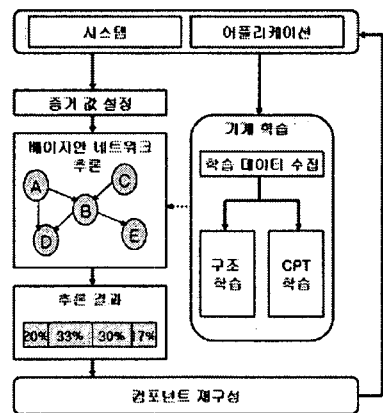 시스템
어플리케이션
증거 값 설정
기계 학습
베이지안 네트워크
추론
학습 데이터 수집
A
C
B
D
E
구조
학습
CPT
학습
추론 결과
20% 33% 30% 17%
컴포넌트 재구성